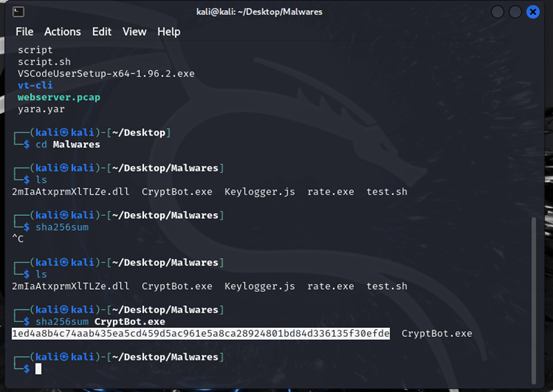 kali@kali: ~/Desktop/Malwares
File Actions Edit View Help
script
script.sh
VSCodeUserSetup-x64-1.96.2.exe
vt-cli
webserver.pcap
yara.yar
┌──(kali㉿kali)-[~/Desktop]
└─$ cd Malwares
┌──(kali㉿kali)-[~/Desktop/Malwares]
└─$ ls
2mIaAtxprmXlTLZe.dll CryptBot.exe Keylogger.js rate.exe test.sh
┌──(kali㉿kali)-[~/Desktop/Malwares]
└─$ sha256sum
^C
┌──(kali㉿kali)-[~/Desktop/Malwares]
└─$ ls
2mIaAtxprmXlTLZe.dll CryptBot.exe Keylogger.js rate.exe test.sh
┌──(kali㉿kali)-[~/Desktop/Malwares]
└─$ sha256sum CryptBot.exe
1ed4a8b4c74aab435ea5cd459d5ac961e5a8ca28924801bd84d336135f30efde CryptBot.exe
┌──(kali㉿kali)-[~/Desktop/Malwares]
└─$